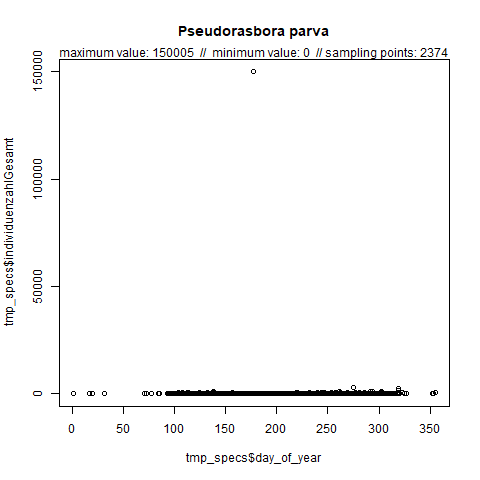 Pseudorasbora parva
maximum value: 150005 // minimum value: 0 // sampling points: 2374
tmp_specs$individuenzahlGesamt
150000
100000
50000
0
0 50 100 150 200 250 300 350
tmp_specs$day_of_year